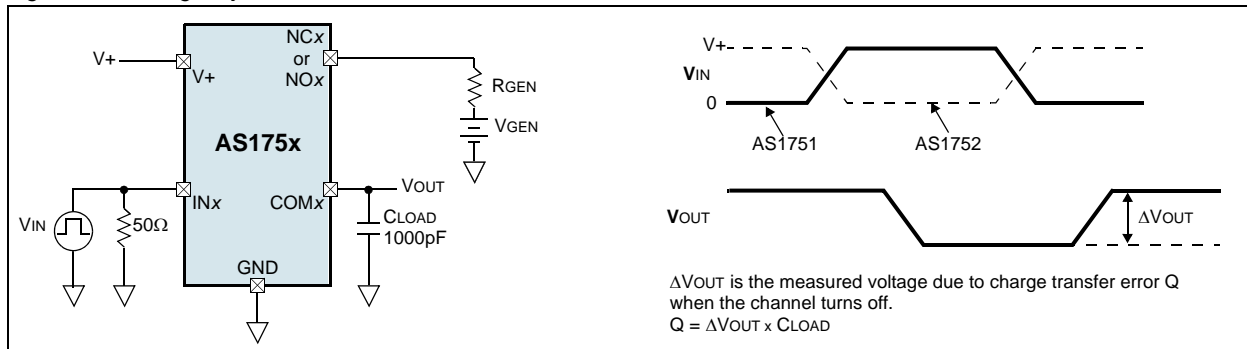 V+
V+
NCx
or
NOx
RGEN
VGEN
AS175x
INx
COMx
VOUT
VIN
50Ω
CLOAD
1000pF
GND
V+
VIN
0
AS1751
AS1752
VOUT
ΔVOUT
ΔVOUT is the measured voltage due to charge transfer error Q
when the channel turns off.
Q = ΔVOUT x CLOAD